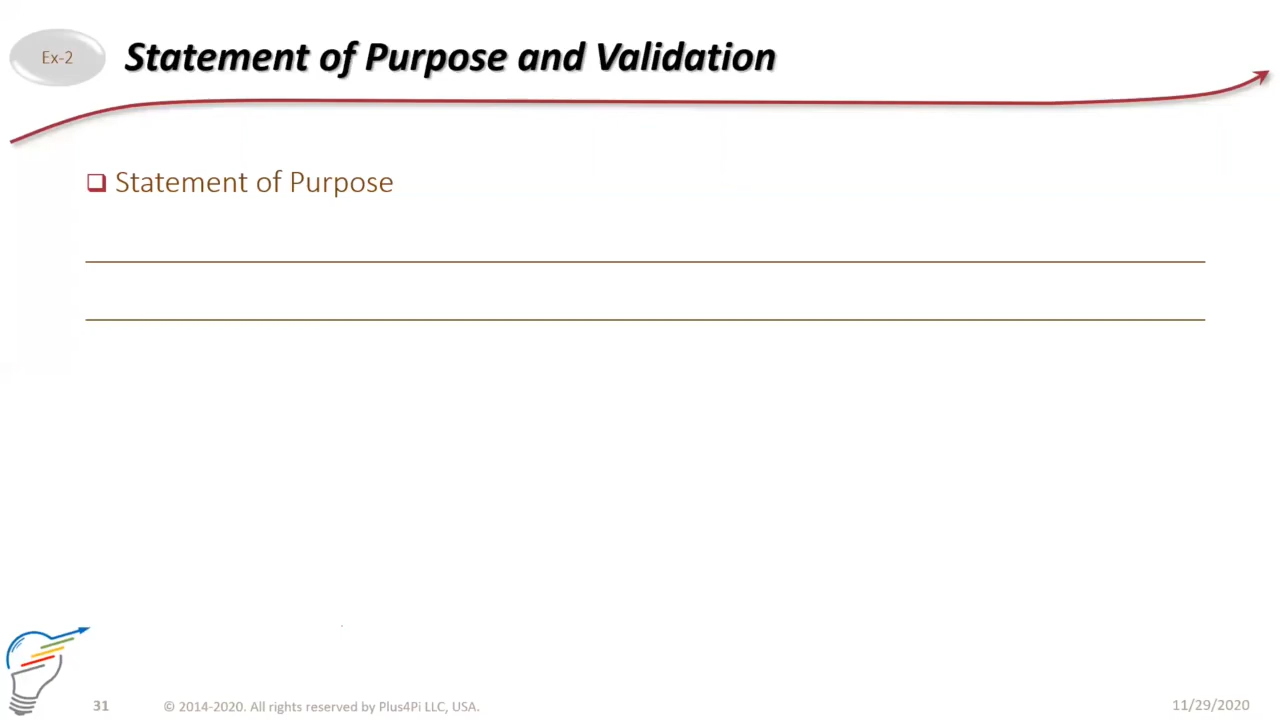 Ex-2
Statement of Purpose and Validation
Statement of Purpose
31
© 2014-2020. All rights reserved by Plus4Pi LLC, USA.
11/29/2020